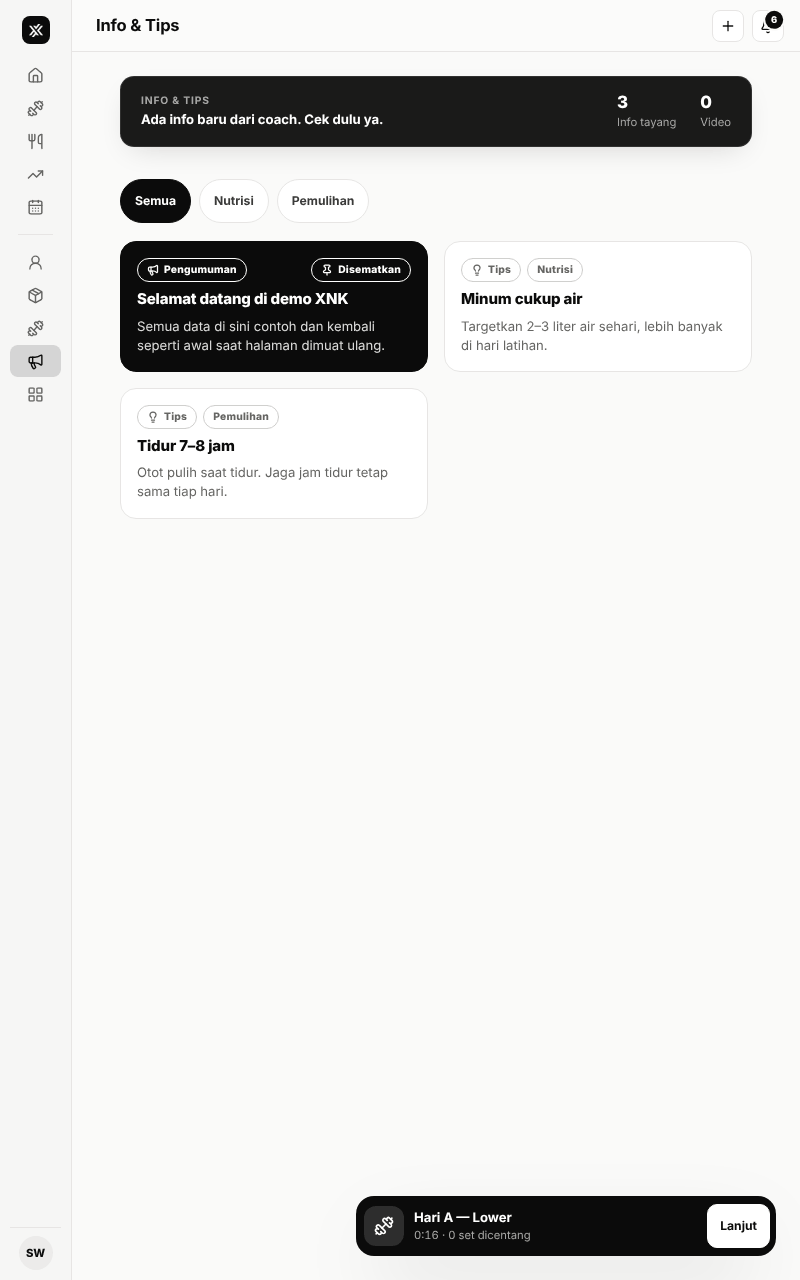 Info & Tips
6
INFO & TIPS
Ada info baru dari coach. Cek dulu ya.
3
Info tayang
0
Video
Semua
Nutrisi
Pemulihan
Pengumuman
Disematkan
Selamat datang di demo XNK
Semua data di sini contoh dan kembali
seperti awal saat halaman dimuat ulang.
Tips
Nutrisi
Minum cukup air
Targetkan 2–3 liter air sehari, lebih banyak
di hari latihan.
Tips
Pemulihan
Tidur 7–8 jam
Otot pulih saat tidur. Jaga jam tidur tetap
sama tiap hari.
Hari A — Lower
0:16 · 0 set dicentang
Lanjut
SW